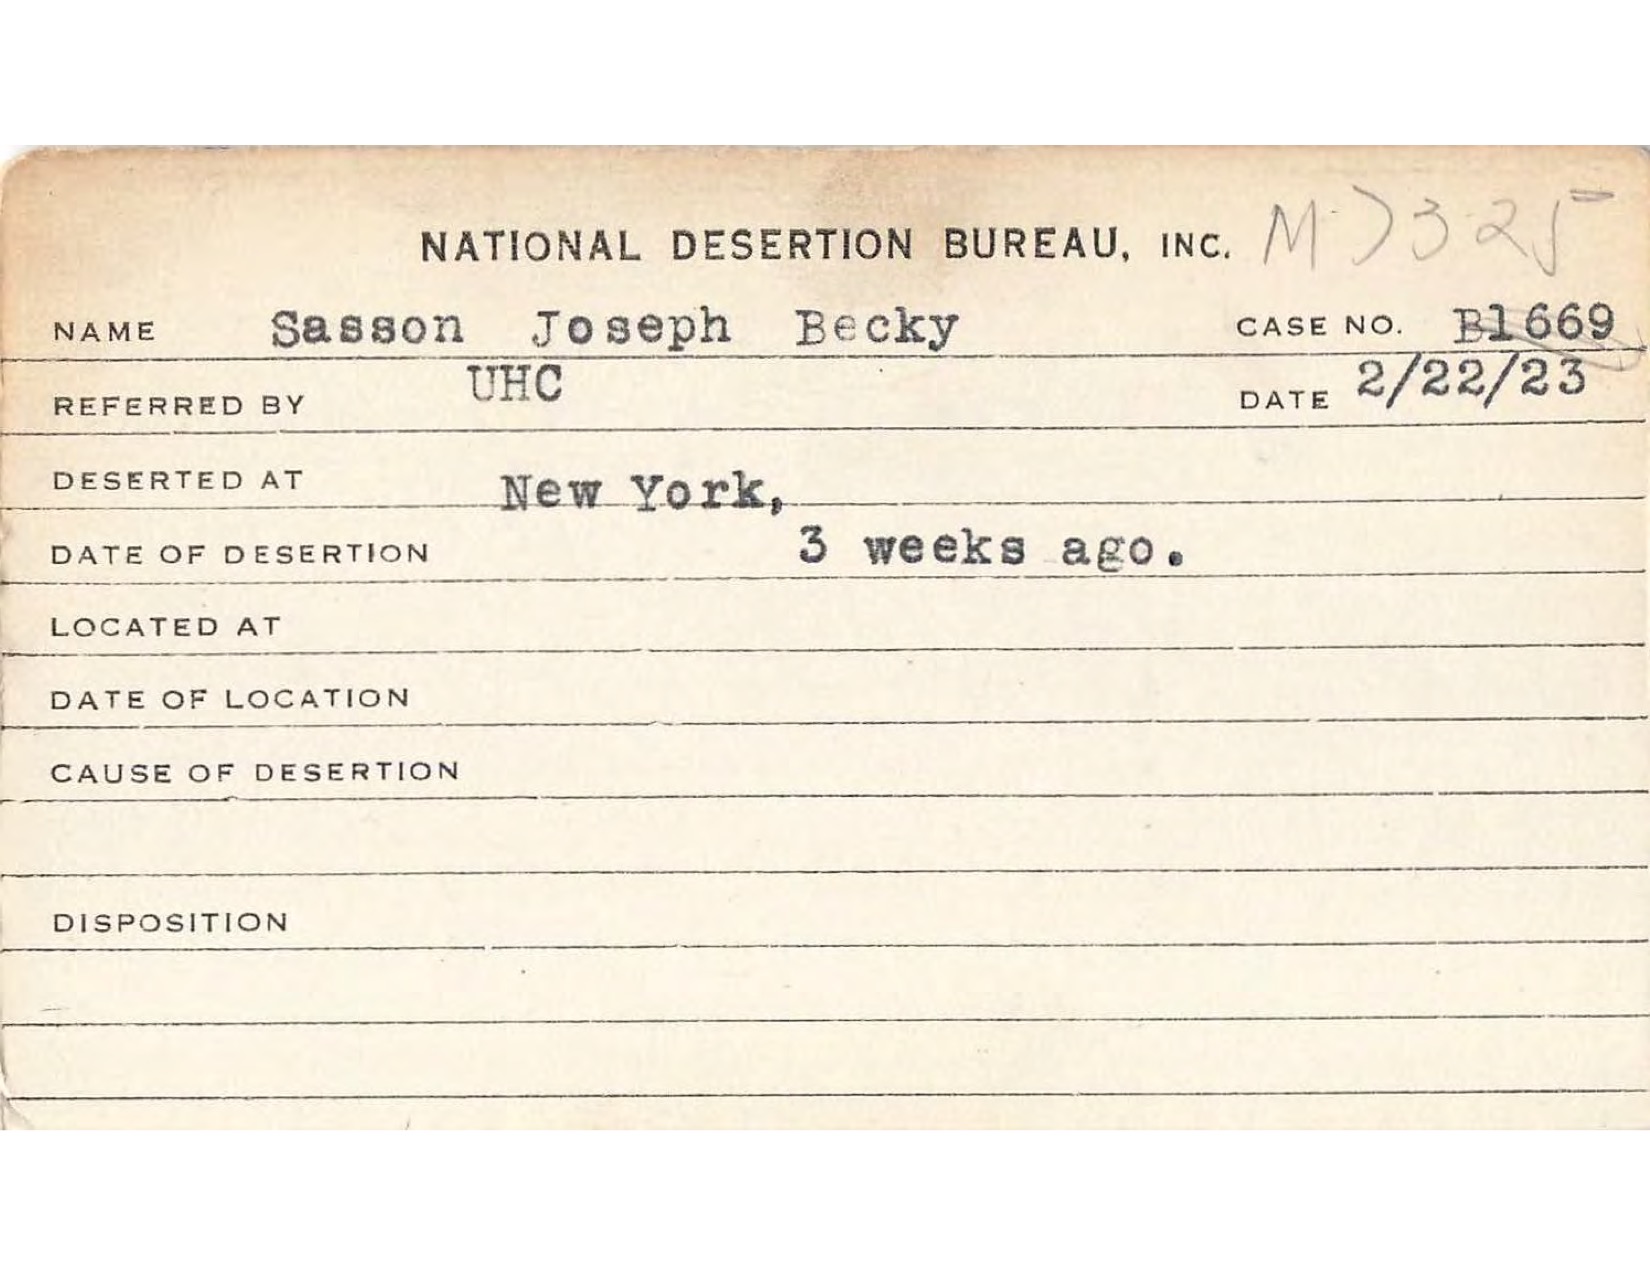 NATIONAL DESERTION BUREAU, INC. M7325
NAME Sasson Joseph Becky CASE NO. B1669
REFERRED BY UHC DATE 2/22/23
DESERTED AT New York,
DATE OF DESERTION 3 weeks ago.
LOCATED AT
DATE OF LOCATION
CAUSE OF DESERTION
DISPOSITION